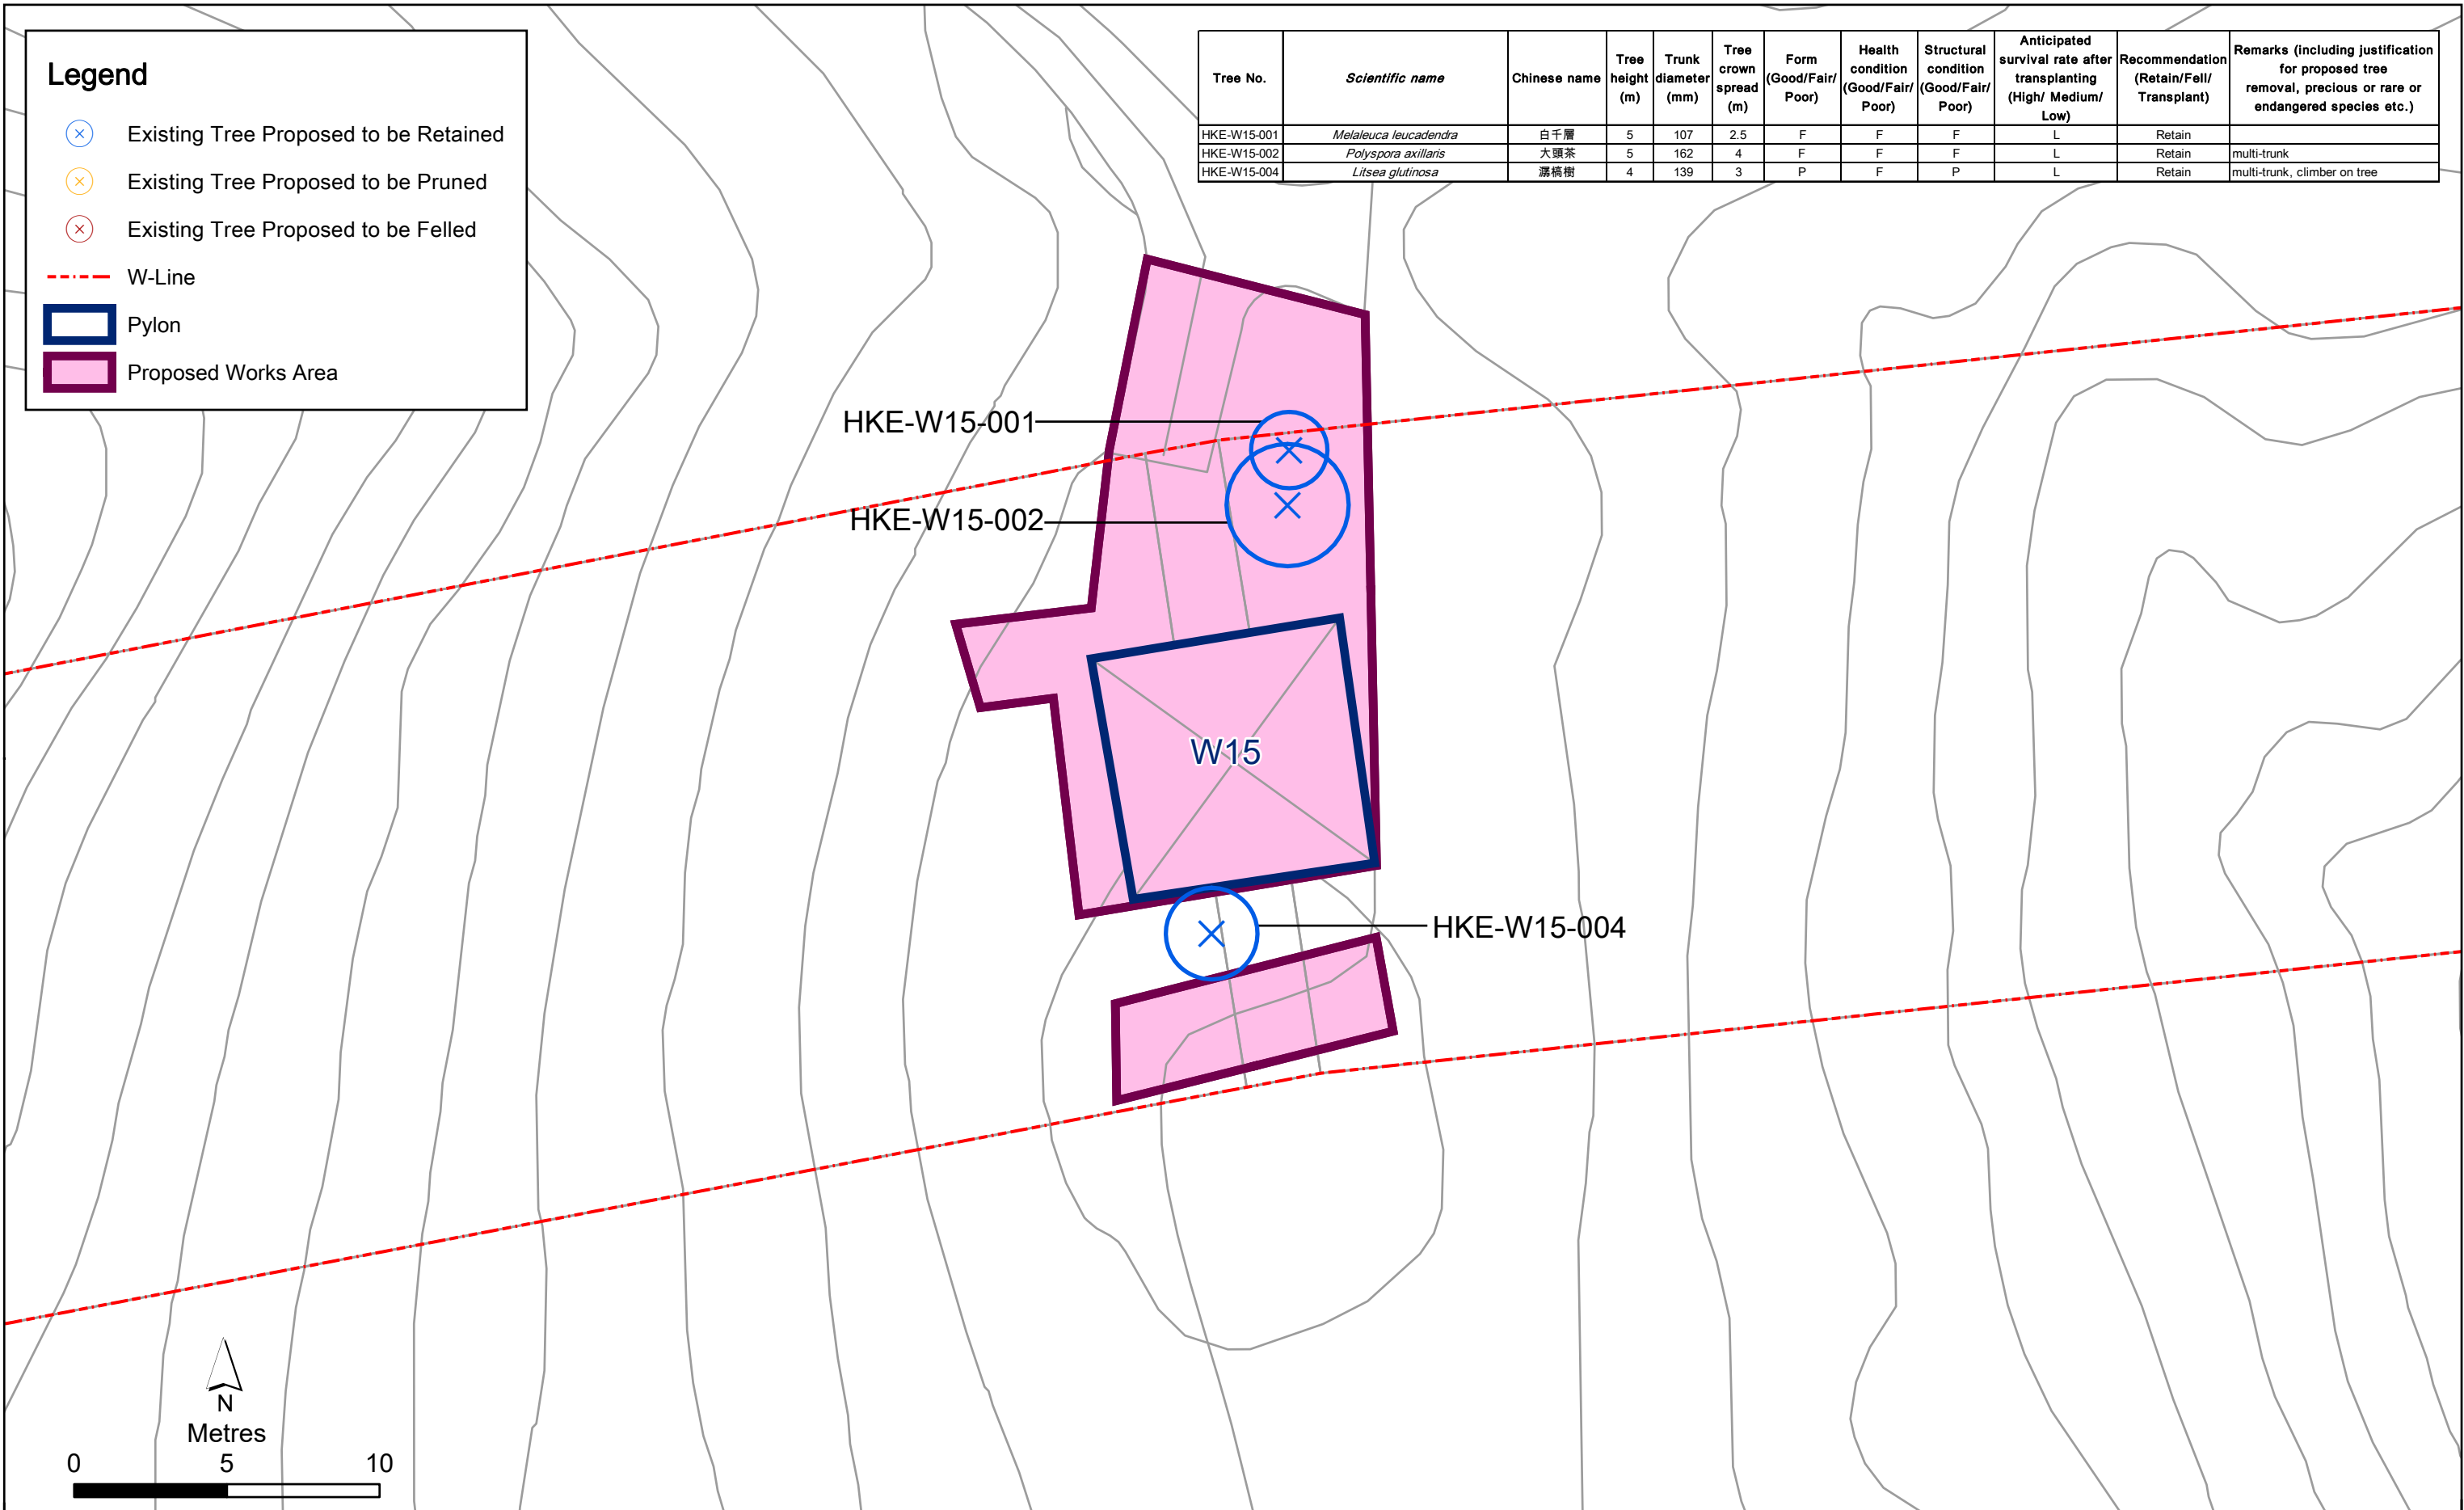 Legend
Existing Tree Proposed to be Retained
Existing Tree Proposed to be Pruned
Existing Tree Proposed to be Felled
W-Line
Pylon
Proposed Works Area
Tree No. Scientific name Chinese name Tree height (m) Trunk diameter (mm) Tree crown spread (m) Form (Good/Fair/ Poor) Health condition (Good/Fair/ Poor) Structural condition (Good/Fair/ Poor) Anticipated survival rate after transplanting (High/ Medium/ Low) Recommendation (Retain/Fell/ Transplant) Remarks (including justification for proposed tree removal, precious or rare or endangered species etc.)
HKE-W15-001 Melaleuca leucadendra 白千層 5 107 2.5 F F F L Retain
HKE-W15-002 Polyspora axillaris 大頭茶 5 162 4 F F F L Retain multi-trunk
HKE-W15-004 Litsea glutinosa 潺槁樹 4 139 3 P F P L Retain multi-trunk, climber on tree
HKE-W15-001
HKE-W15-002
W15
HKE-W15-004
N
Metres
0 5 10